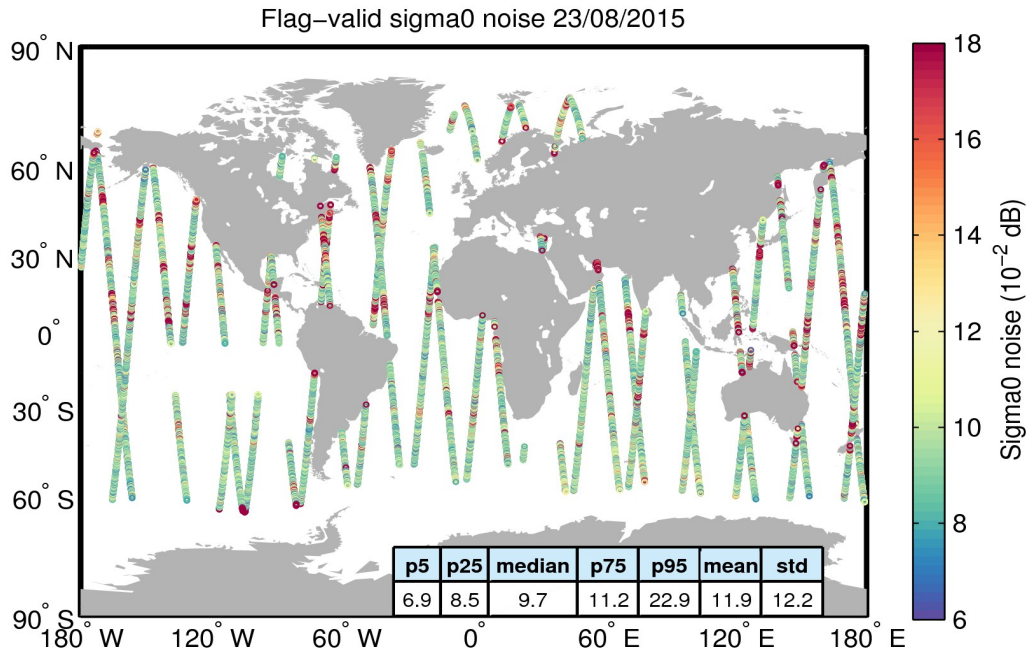 Flag−valid sigma0 noise 23/08/2015
90° N
60° N
30° N
0°
30° S
60° S
90° S
180° W
120° W
60° W
0°
60° E
120° E
180° E
p5 p25 median p75 p95 mean std
6.9 8.5 9.7 11.2 22.9 11.9 12.2
18
16
14
12
10
8
6
Sigma0 noise (10⁻² dB)